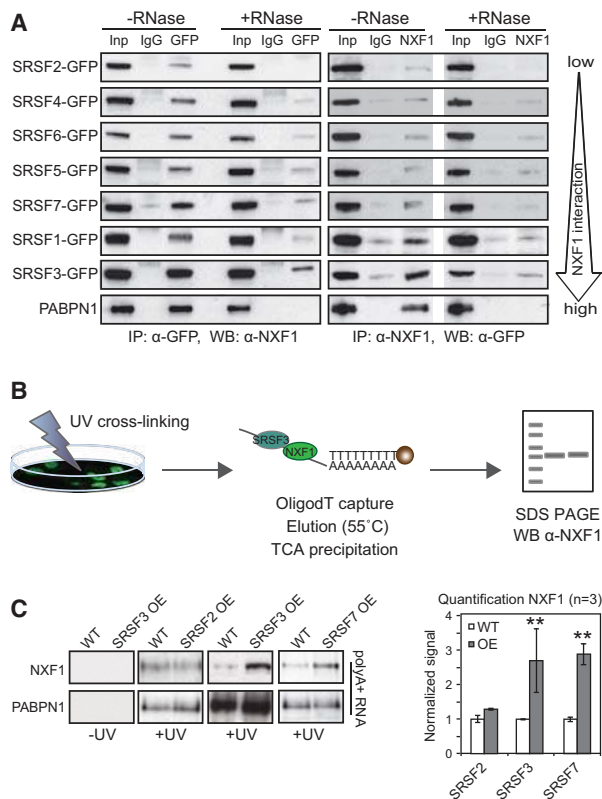 A
-RNase +RNase -RNase +RNase
Inp IgG GFP Inp IgG GFP Inp IgG NXF1 Inp IgG NXF1
SRSF2-GFP
SRSF4-GFP
SRSF6-GFP
SRSF5-GFP
SRSF7-GFP
SRSF1-GFP
SRSF3-GFP
PABPN1
low
NXF1 interaction
high
IP: α-GFP, WB: α-NXF1 IP: α-NXF1, WB: α-GFP
B
UV cross-linking
SRSF3
NXF1
TTTTTTTT
AAAAAAAA
OligodT capture
Elution (55˚C)
TCA precipitation
SDS PAGE
WB α-NXF1
C
WT SRSF3 OE WT SRSF2 OE WT SRSF3 OE WT SRSF7 OE
NXF1
PABPN1
polyA+ RNA
-UV +UV +UV +UV
Quantification NXF1 (n=3)
Normalized signal
4
3
2
1
0
WT
OE
** **
SRSF2 SRSF3 SRSF7